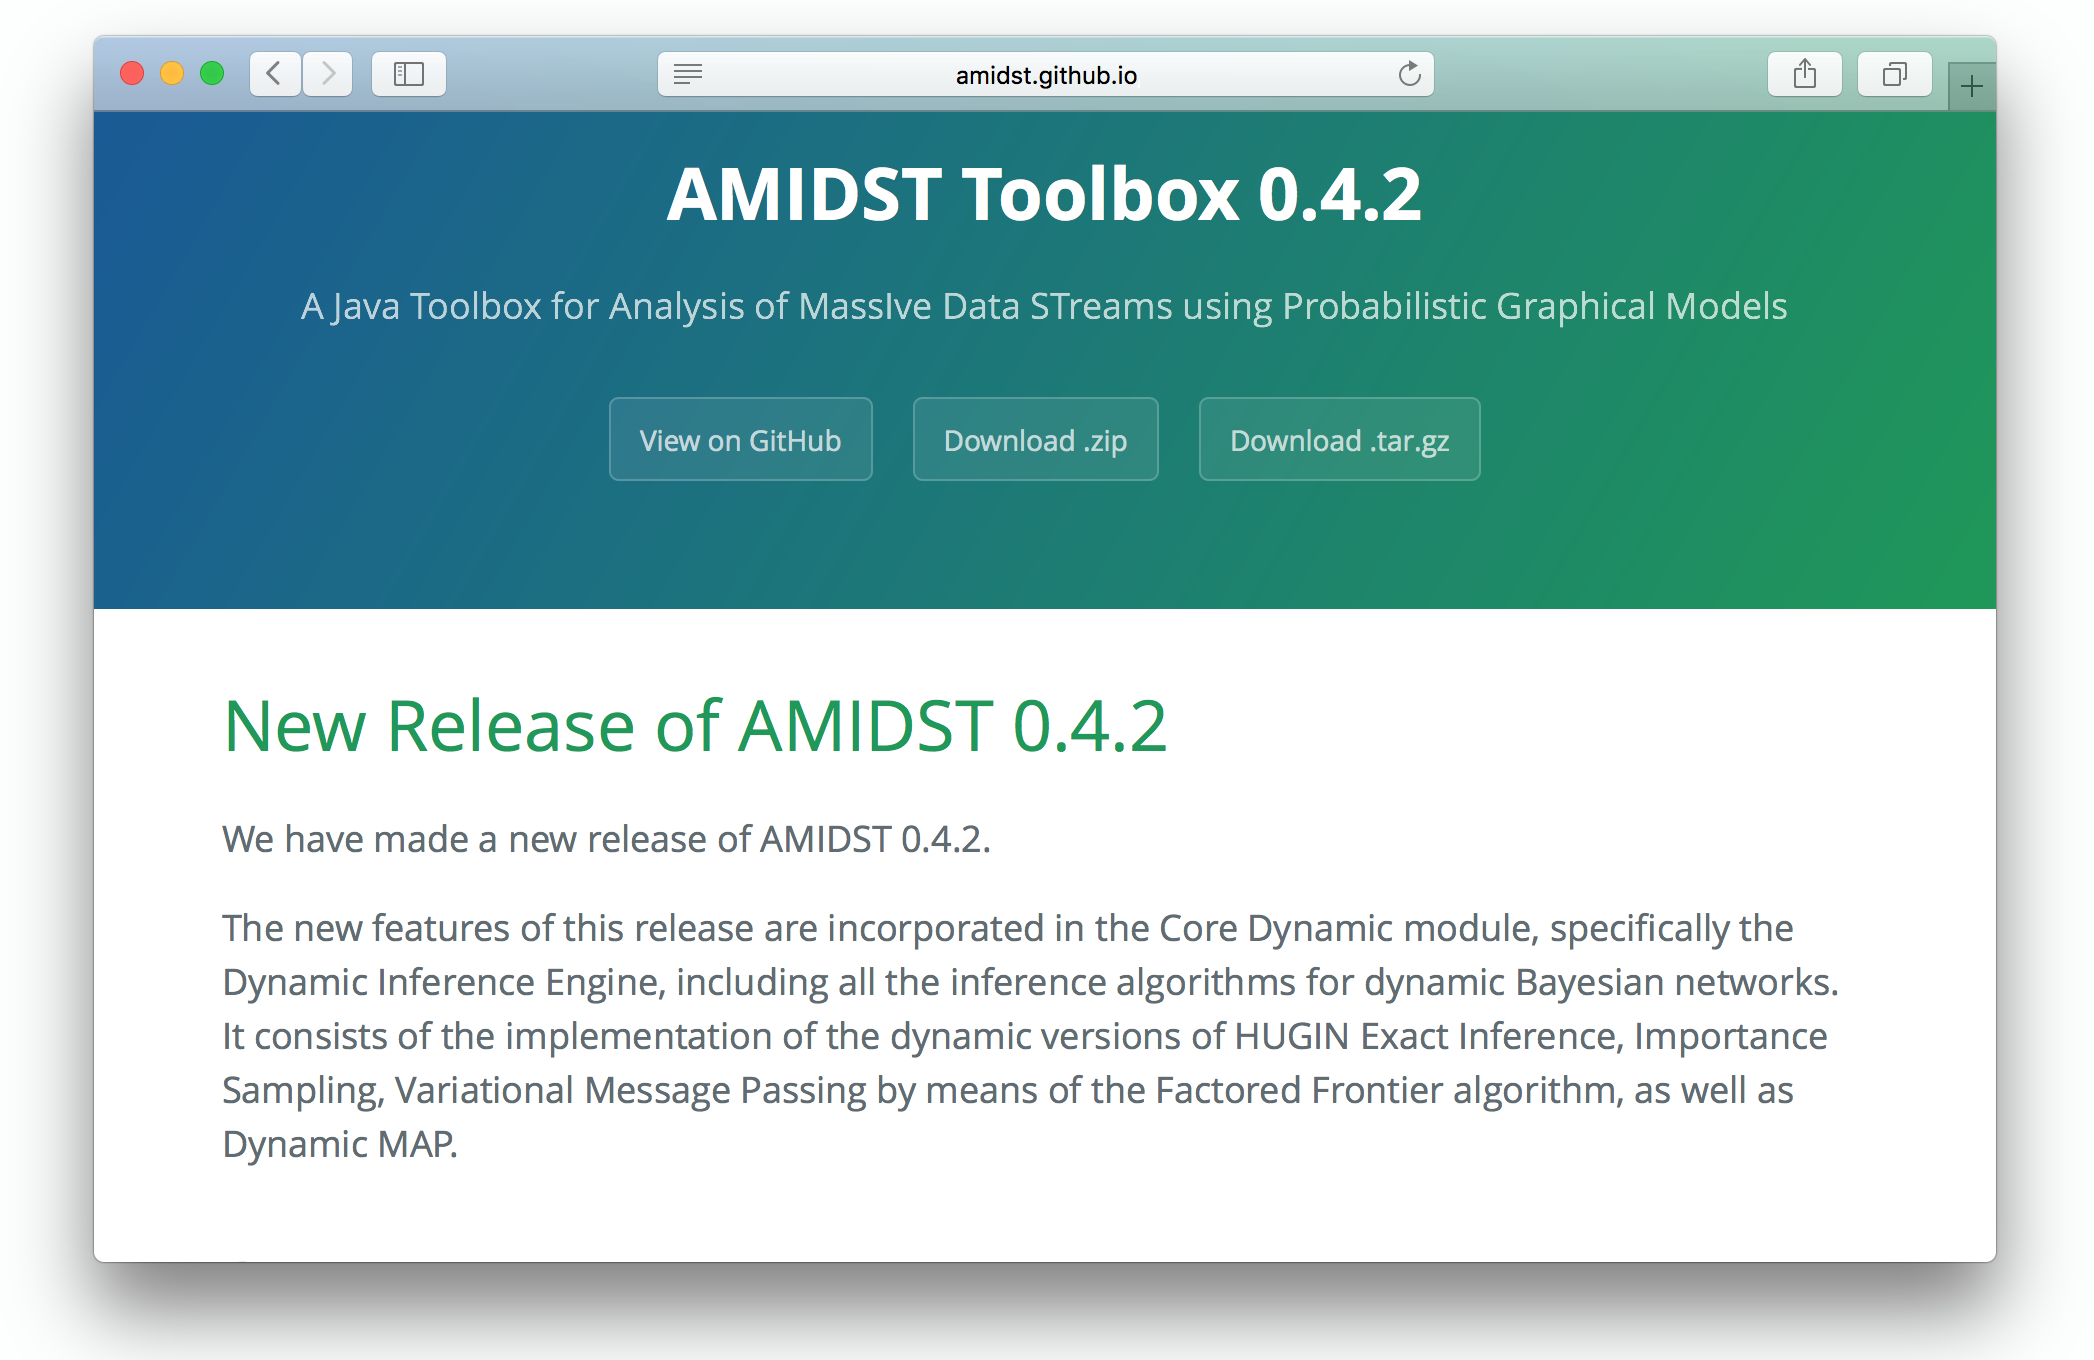 amidst.github.io
AMIDST Toolbox 0.4.2
A Java Toolbox for Analysis of MassIve Data STreams using Probabilistic Graphical Models
View on GitHub
Download .zip
Download .tar.gz
New Release of AMIDST 0.4.2
We have made a new release of AMIDST 0.4.2.
The new features of this release are incorporated in the Core Dynamic module, specifically the
Dynamic Inference Engine, including all the inference algorithms for dynamic Bayesian networks.
It consists of the implementation of the dynamic versions of HUGIN Exact Inference, Importance
Sampling, Variational Message Passing by means of the Factored Frontier algorithm, as well as
Dynamic MAP.